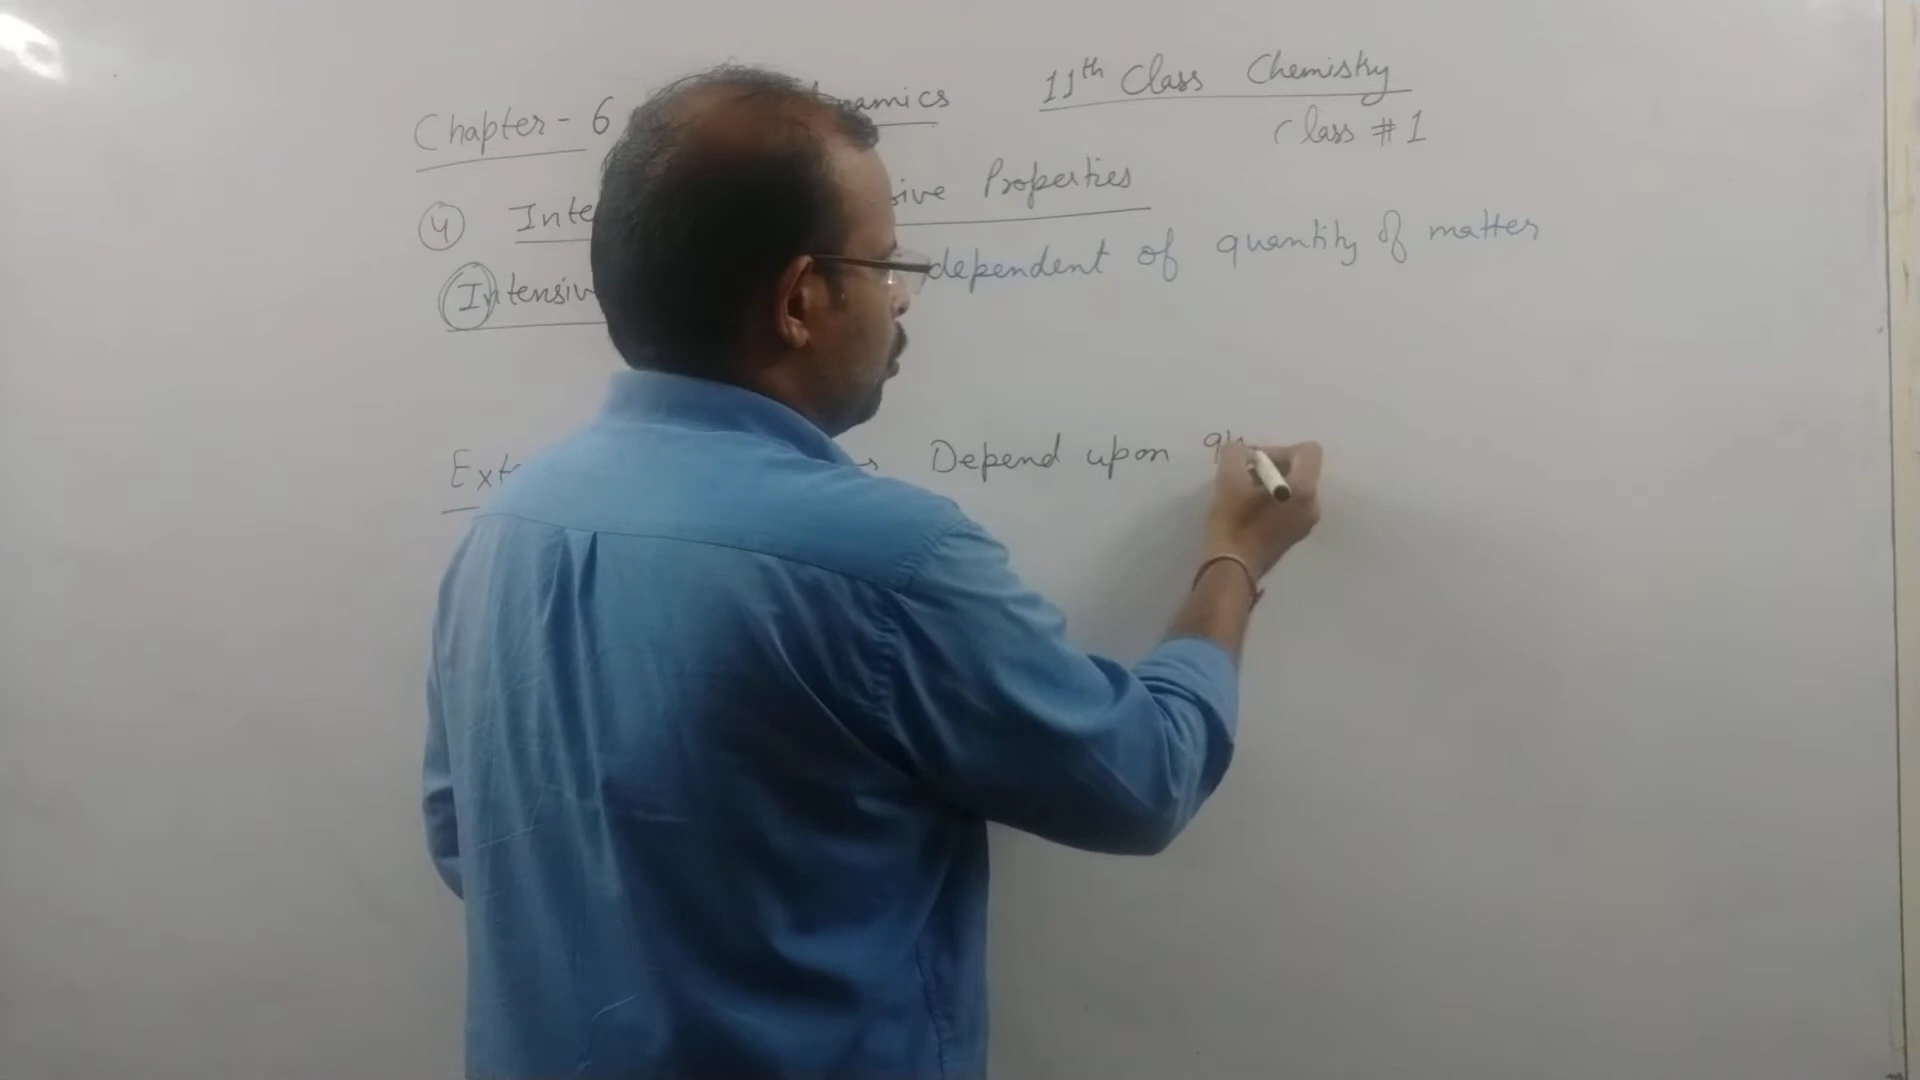 Chapter - 6 namics 11th Class Chemistry
Class # 1
4 Inte sive Properties
Intensiv dependent of quantity of matter
Ext Depend upon qu